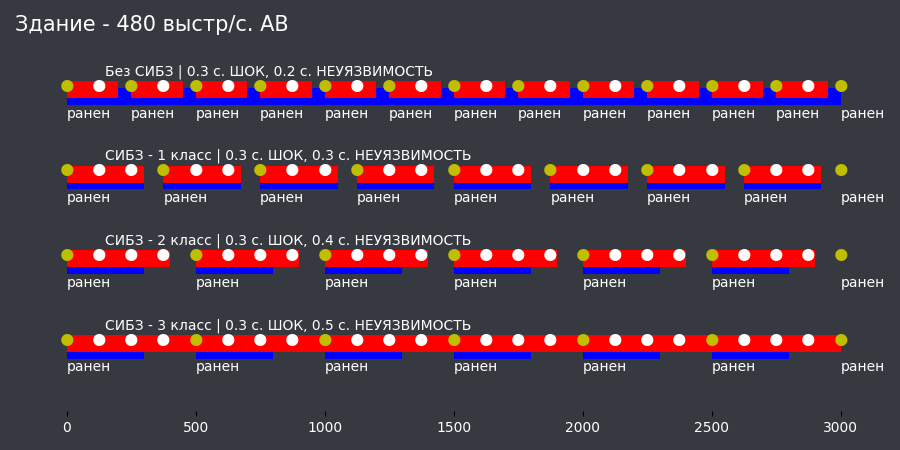 Здание - 480 выстр/с. АВ
Без СИБЗ | 0.3 с. ШОК, 0.2 с. НЕУЯЗВИМОСТЬ
ранен ранен ранен ранен ранен ранен ранен ранен ранен ранен ранен ранен ранен
СИБЗ - 1 класс | 0.3 с. ШОК, 0.3 с. НЕУЯЗВИМОСТЬ
ранен ранен ранен ранен ранен ранен ранен ранен ранен
СИБЗ - 2 класс | 0.3 с. ШОК, 0.4 с. НЕУЯЗВИМОСТЬ
ранен ранен ранен ранен ранен ранен ранен
СИБЗ - 3 класс | 0.3 с. ШОК, 0.5 с. НЕУЯЗВИМОСТЬ
ранен ранен ранен ранен ранен ранен ранен
0 500 1000 1500 2000 2500 3000